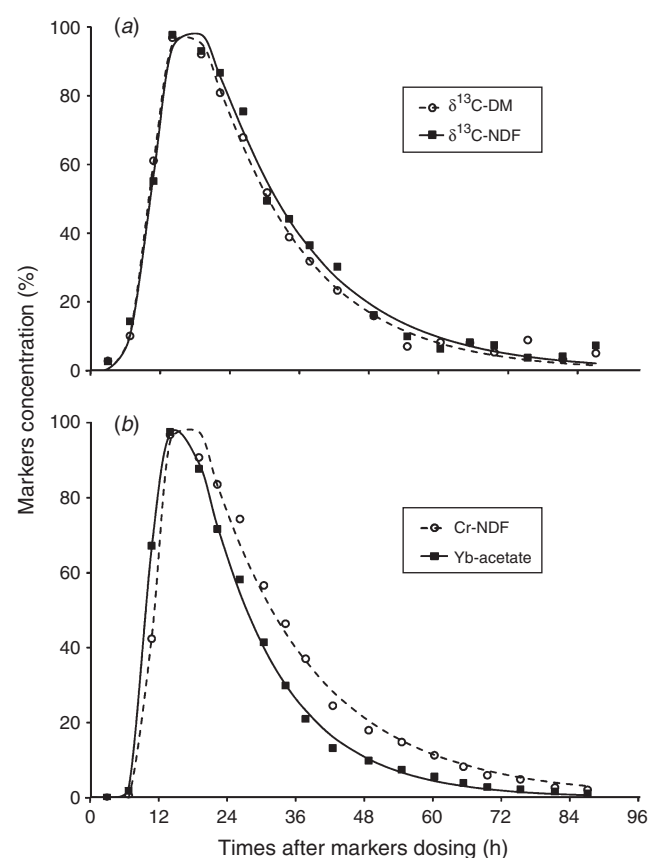 (a)
100
80
60
40
20
0
δ13C-DM
δ13C-NDF
Markers concentration (%)
(b)
100
80
60
40
20
0
Cr-NDF
Yb-acetate
0 12 24 36 48 60 72 84 96
Times after markers dosing (h)